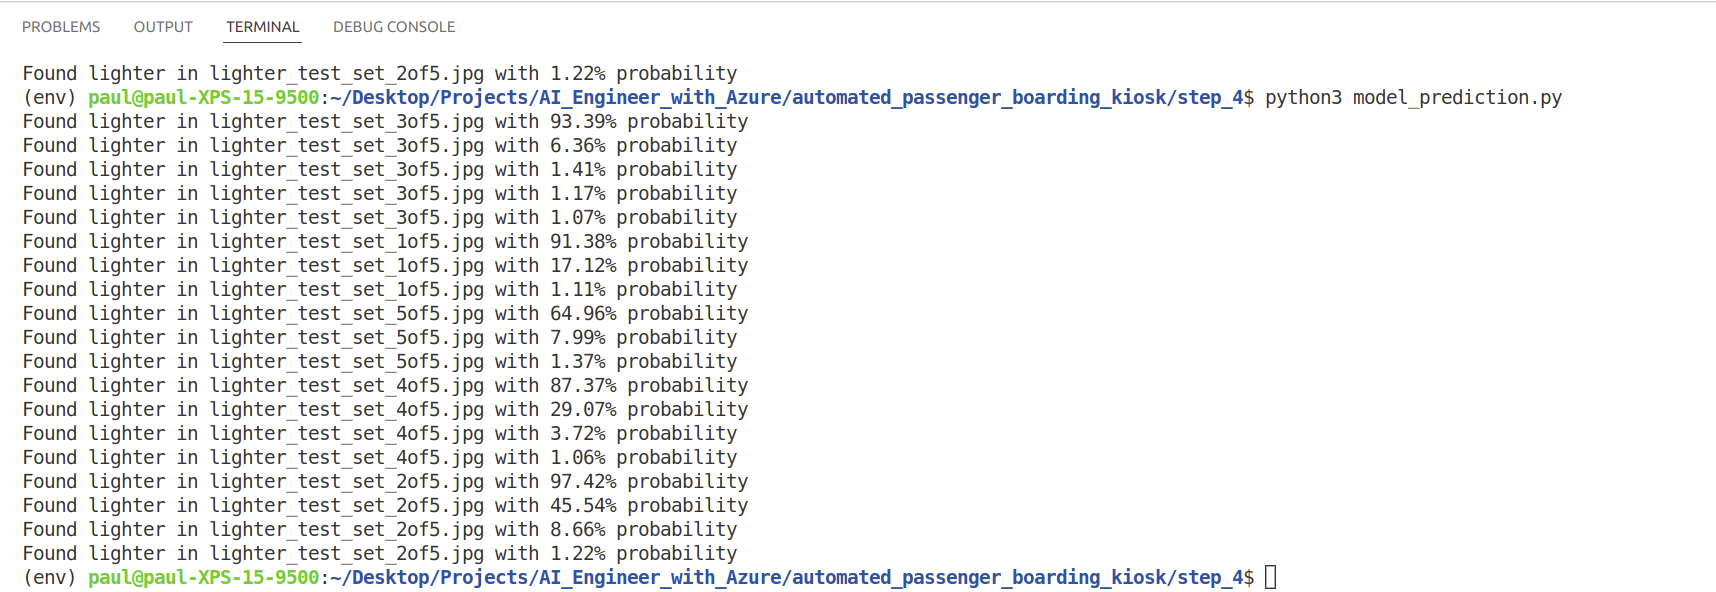 PROBLEMS OUTPUT TERMINAL DEBUG CONSOLE
Found lighter in lighter_test_set_2of5.jpg with 1.22% probability
(env) paul@paul-XPS-15-9500:~/Desktop/Projects/AI_Engineer_with_Azure/automated_passenger_boarding_kiosk/step_4$ python3 model_prediction.py
Found lighter in lighter_test_set_3of5.jpg with 93.39% probability
Found lighter in lighter_test_set_3of5.jpg with 6.36% probability
Found lighter in lighter_test_set_3of5.jpg with 1.41% probability
Found lighter in lighter_test_set_3of5.jpg with 1.17% probability
Found lighter in lighter_test_set_3of5.jpg with 1.07% probability
Found lighter in lighter_test_set_1of5.jpg with 91.38% probability
Found lighter in lighter_test_set_1of5.jpg with 17.12% probability
Found lighter in lighter_test_set_1of5.jpg with 1.11% probability
Found lighter in lighter_test_set_5of5.jpg with 64.96% probability
Found lighter in lighter_test_set_5of5.jpg with 7.99% probability
Found lighter in lighter_test_set_5of5.jpg with 1.37% probability
Found lighter in lighter_test_set_4of5.jpg with 87.37% probability
Found lighter in lighter_test_set_4of5.jpg with 29.07% probability
Found lighter in lighter_test_set_4of5.jpg with 3.72% probability
Found lighter in lighter_test_set_4of5.jpg with 1.06% probability
Found lighter in lighter_test_set_2of5.jpg with 97.42% probability
Found lighter in lighter_test_set_2of5.jpg with 45.54% probability
Found lighter in lighter_test_set_2of5.jpg with 8.66% probability
Found lighter in lighter_test_set_2of5.jpg with 1.22% probability
(env) paul@paul-XPS-15-9500:~/Desktop/Projects/AI_Engineer_with_Azure/automated_passenger_boarding_kiosk/step_4$